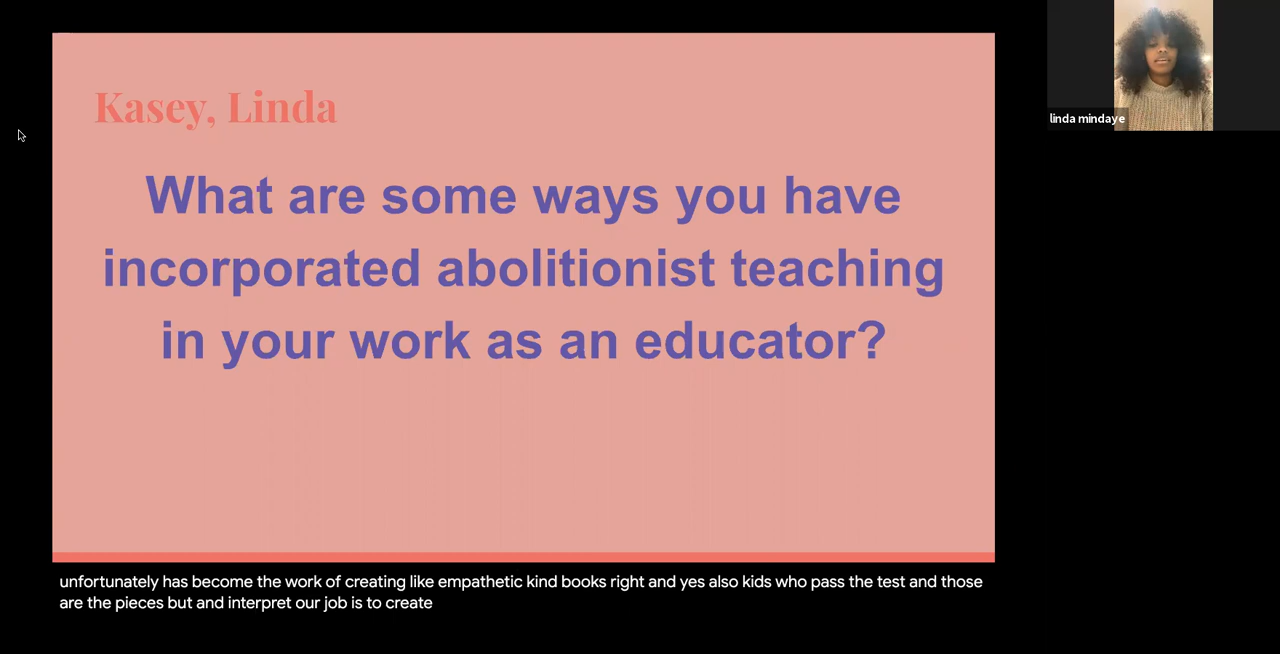 Kasey, Linda
What are some ways you have
incorporated abolitionist teaching
in your work as an educator?
linda mindaye
unfortunately has become the work of creating like empathetic kind books right and yes also kids who pass the test and those
are the pieces but and interpret our job is to create